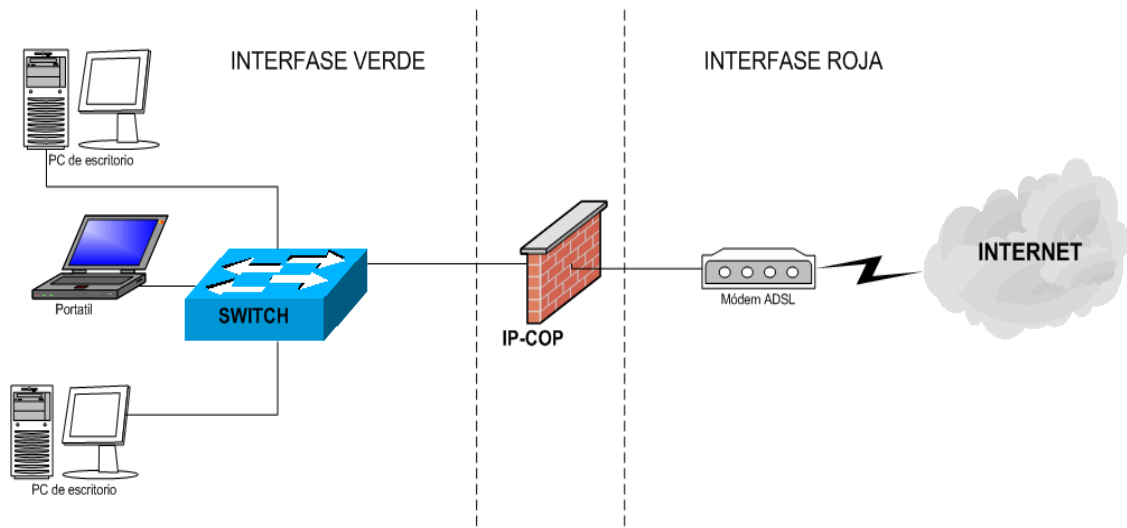 INTERFASE VERDE
INTERFASE ROJA
PC de escritorio
Portatil
SWITCH
IP-COP
Módem ADSL
INTERNET
PC de escritorio